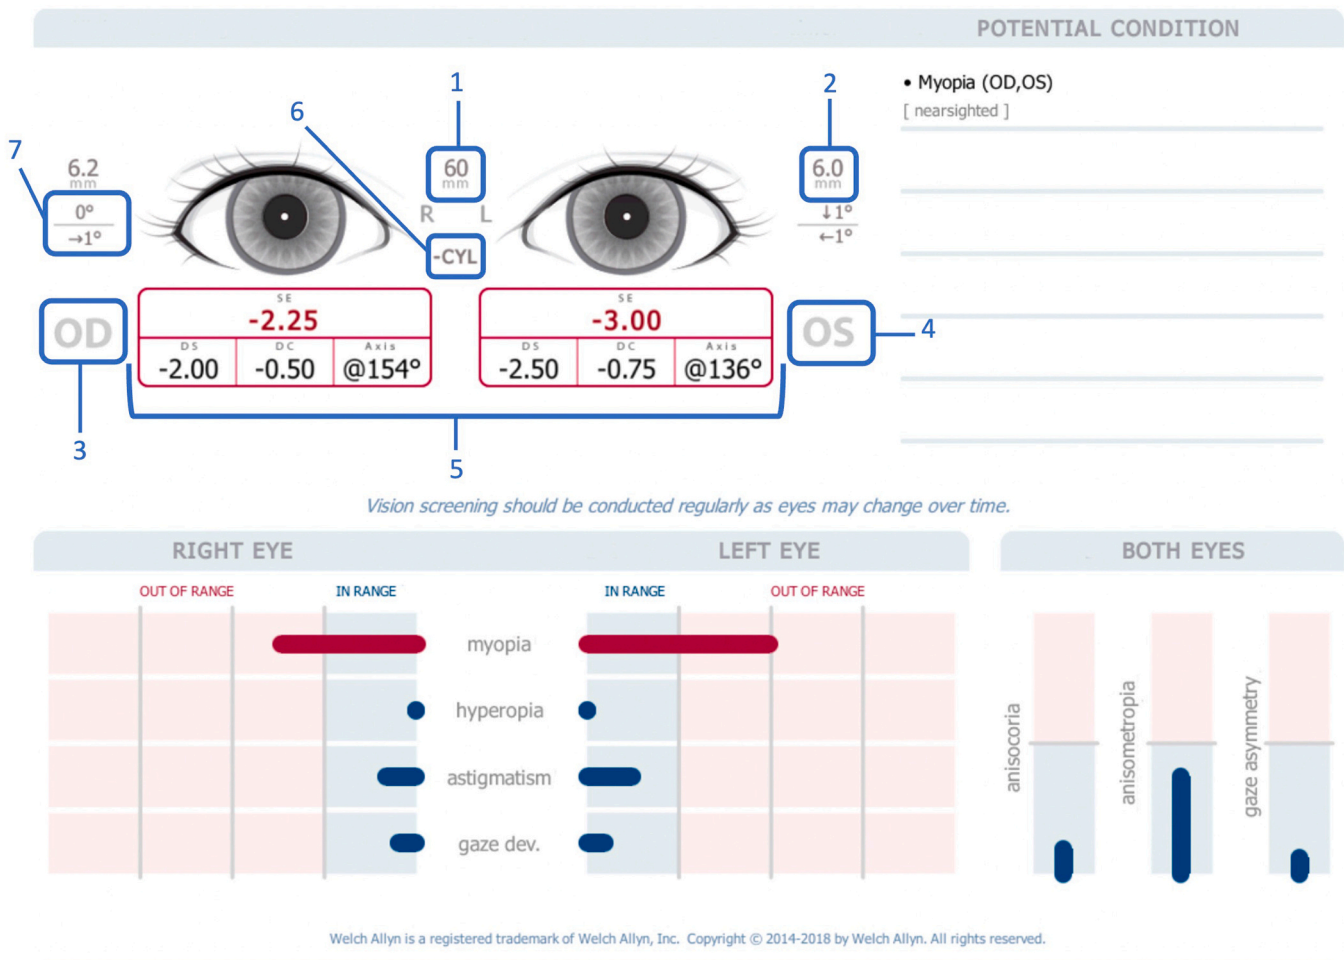 POTENTIAL CONDITION
• Myopia (OD,OS)
[ nearsighted ]
1
2
6
7
6.2
mm
0°
→1°
60
mm
R L
-CYL
6.0
mm
↓1°
←1°
OD
SE
-2.25
DS DC Axis
-2.00 -0.50 @154°
SE
-3.00
DS DC Axis
-2.50 -0.75 @136°
OS
4
3
5
Vision screening should be conducted regularly as eyes may change over time.
RIGHT EYE LEFT EYE BOTH EYES
OUT OF RANGE IN RANGE IN RANGE OUT OF RANGE
myopia
hyperopia
astigmatism
gaze dev.
anisocoria
anisometropia
gaze asymmetry
Welch Allyn is a registered trademark of Welch Allyn, Inc. Copyright © 2014-2018 by Welch Allyn. All rights reserved.